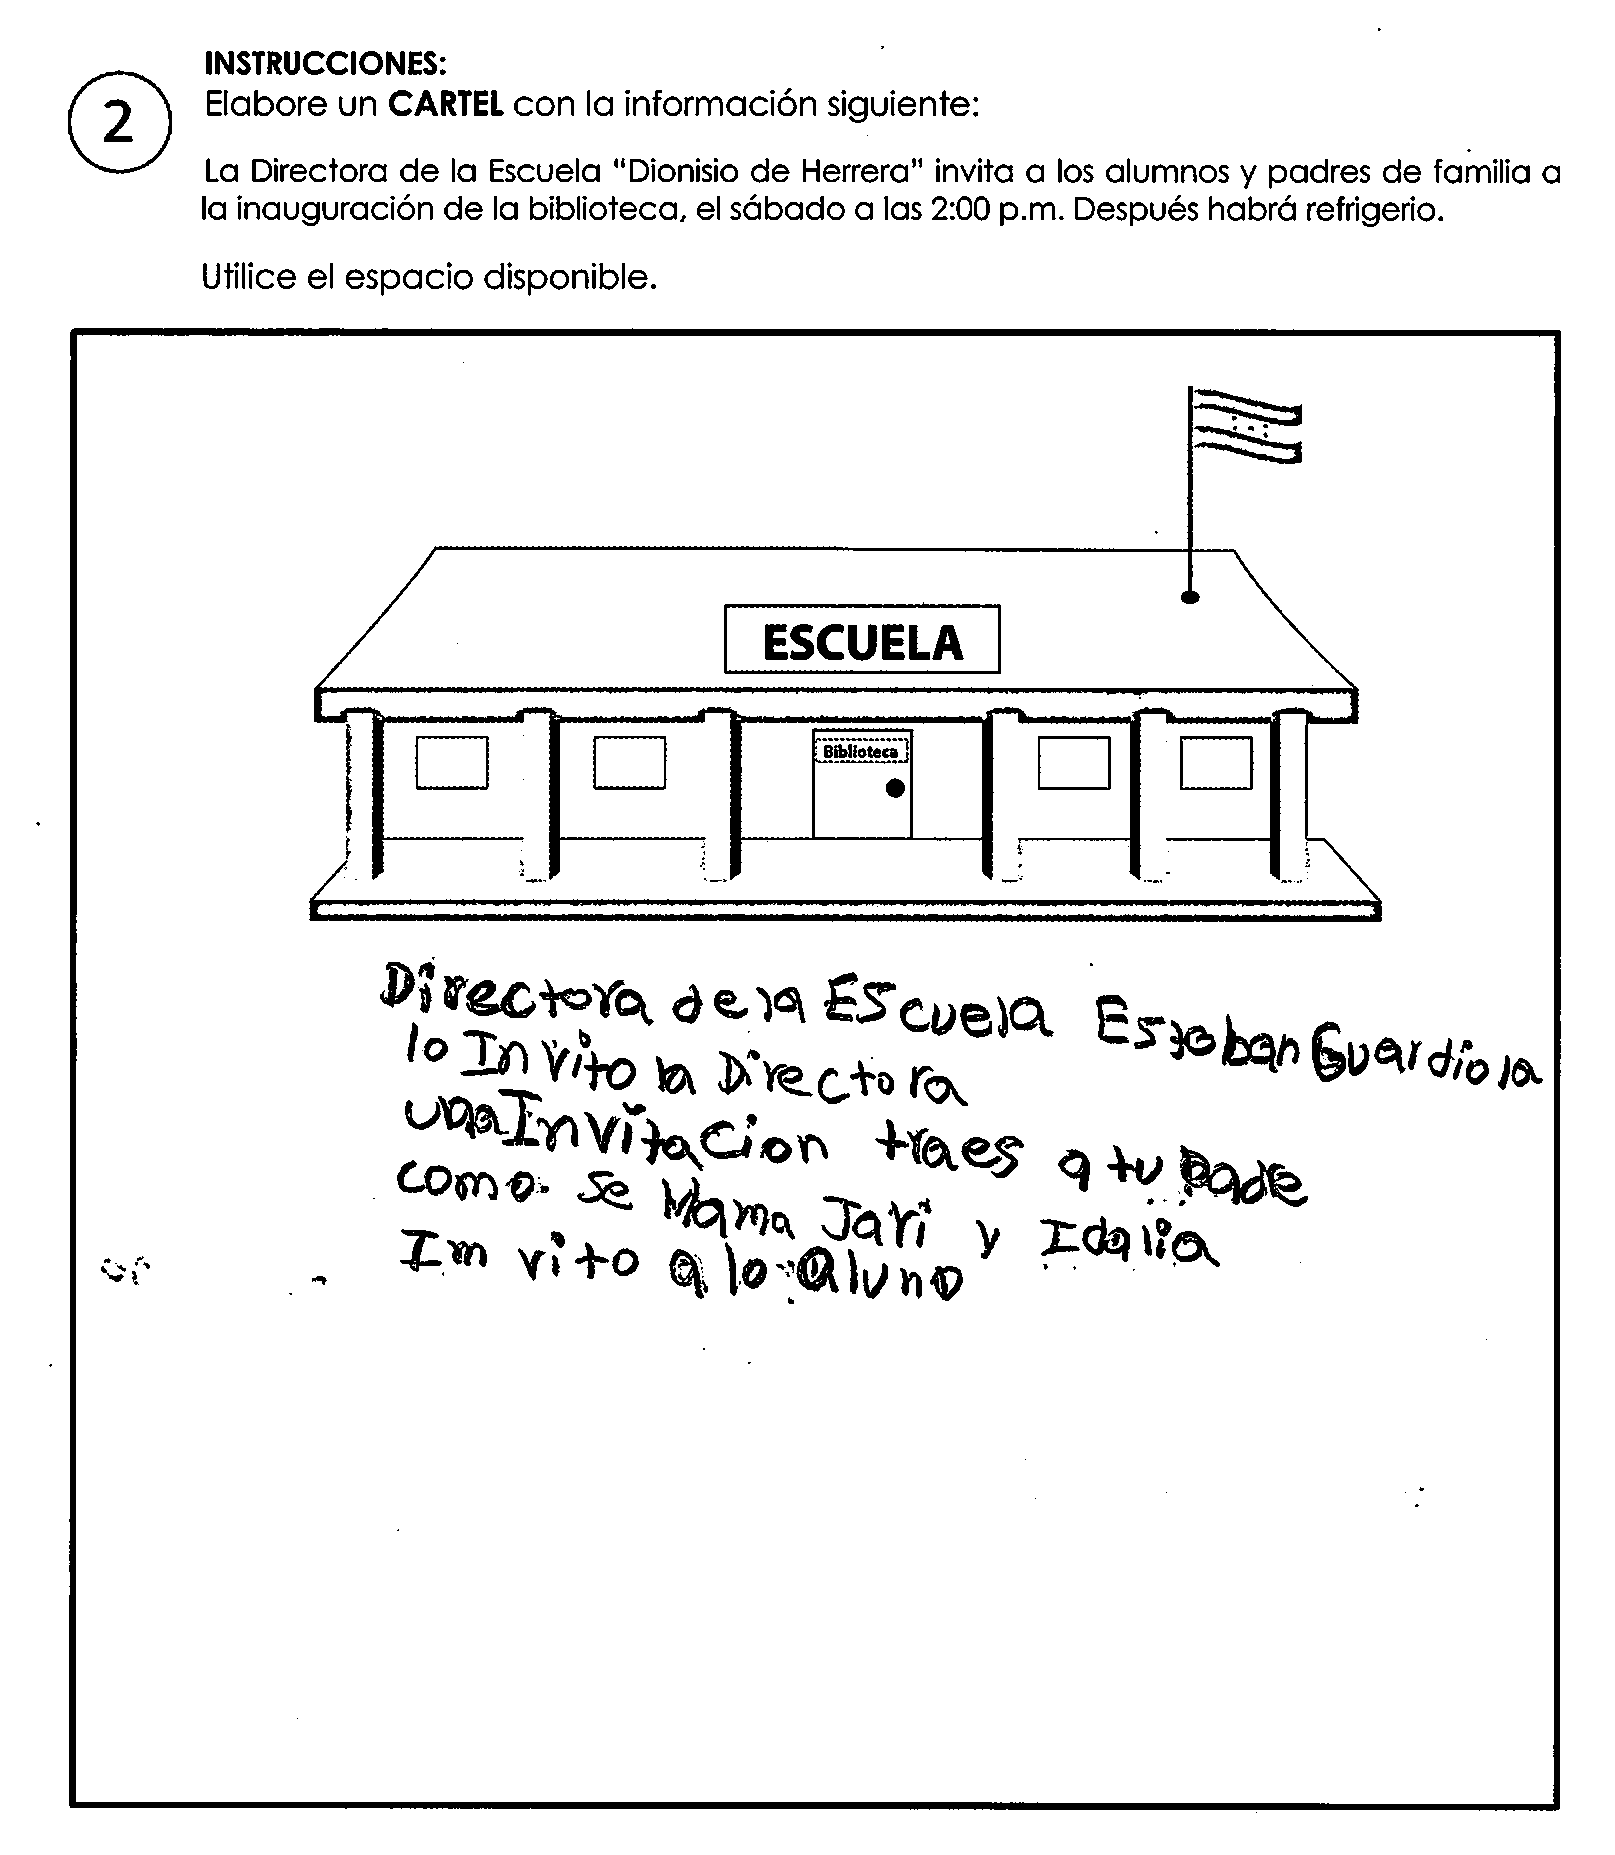 INSTRUCCIONES:
2
Elabore un CARTEL con la información siguiente:
La Directora de la Escuela "Dionisio de Herrera" invita a los alumnos y padres de familia a
la inauguración de la biblioteca, el sábado a las 2:00 p.m. Después habrá refrigerio.
Utilice el espacio disponible.
ESCUELA
Biblioteca
Directora de la EScuela Esteban Guardiola
lo Invito la Directora
una Invitacion traes a tu Pade
como se Mama Jari y Idalia
Im vito a lo aluno